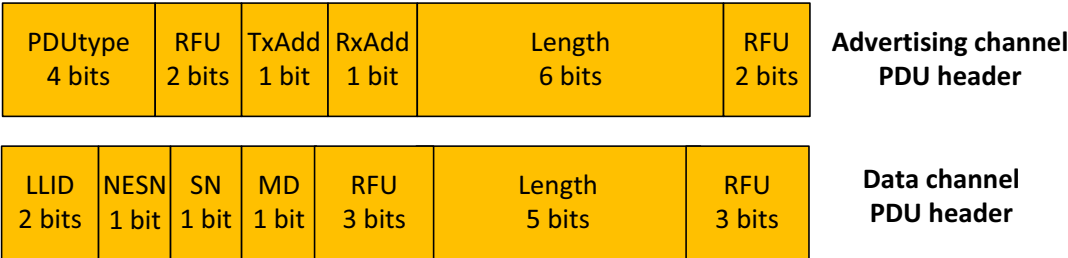 PDUtype RFU TxAdd RxAdd Length RFU Advertising channel
4 bits 2 bits 1 bit 1 bit 6 bits 2 bits PDU header
LLID NESN SN MD RFU Length RFU Data channel
2 bits 1 bit 1 bit 1 bit 3 bits 5 bits 3 bits PDU header